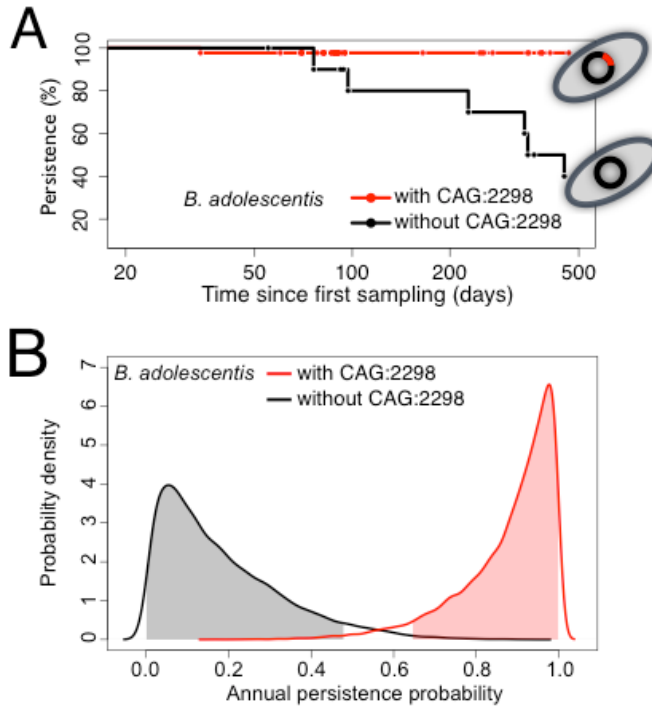 A
Persistence (%)
100
80
60
40
20
B. adolescentis
with CAG:2298
without CAG:2298
20 50 100 200 500
Time since first sampling (days)
B
Probability density
7
6
5
4
3
2
1
0
B. adolescentis
with CAG:2298
without CAG:2298
0.0 0.2 0.4 0.6 0.8 1.0
Annual persistence probability